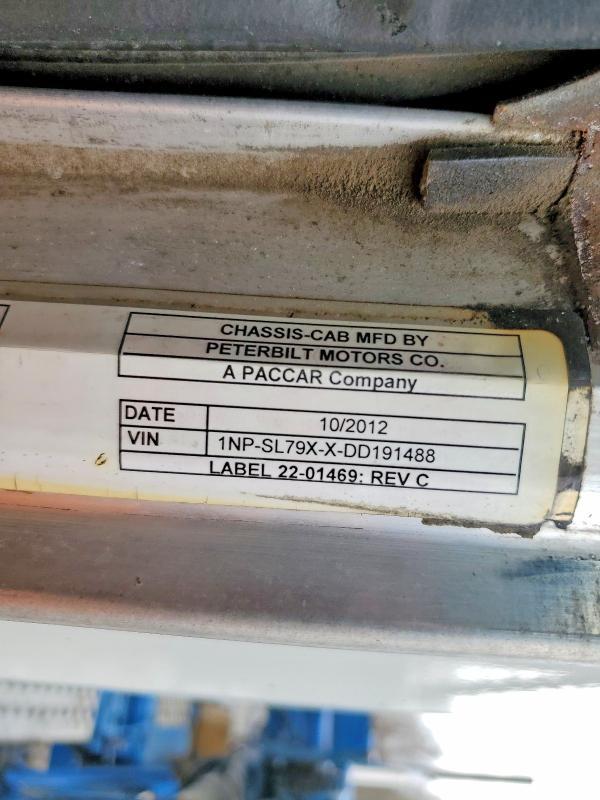 CHASSIS-CAB MFD BY
PETERBILT MOTORS CO.
A PACCAR Company
DATE 10/2012
VIN 1NP-SL79X-X-DD191488
LABEL 22-01469: REV C